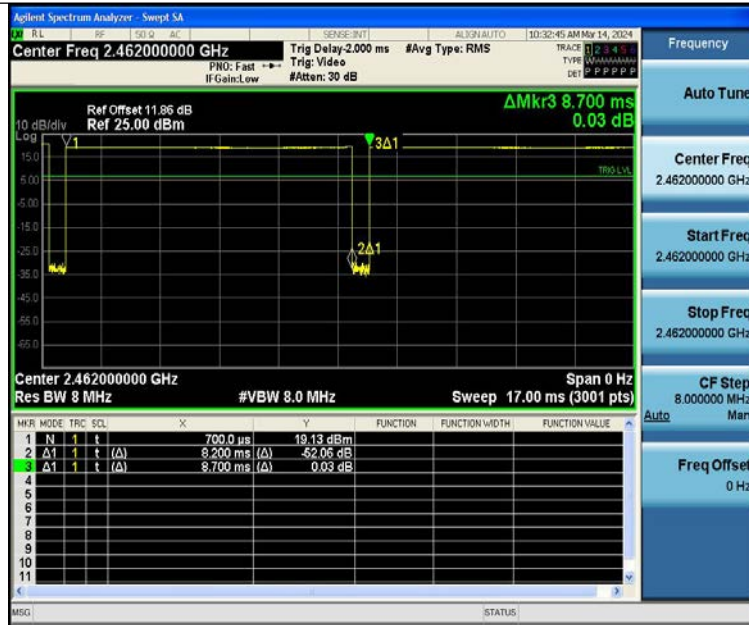 Agilent Spectrum Analyzer - Swept SA
RL RF 50 Ω AC SENSE:INT ALIGNAUTO 10:32:45 AM Mar 14, 2024
Center Freq 2.462000000 GHz
PNO: Fast
IFGain:Low
Trig Delay-2.000 ms
Trig: Video
#Atten: 30 dB
#Avg Type: RMS
TRACE 1 2 3 4 5 6
TYPE W
DET P P P P P P
Ref Offset 11.86 dB
10 dB/div Ref 25.00 dBm
Log
ΔMkr3 8.700 ms
0.03 dB
1
3Δ1
15.0
TRIG LVL
5.00
-5.00
-15.0
2Δ1
-25.0
-35.0
-45.0
-55.0
-65.0
Center 2.462000000 GHz Span 0 Hz
Res BW 8 MHz #VBW 8.0 MHz Sweep 17.00 ms (3001 pts)
MKR MODE TRC SCL X Y FUNCTION FUNCTION WIDTH FUNCTION VALUE
1 N 1 t 700.0 µs 19.13 dBm
2 Δ1 1 t (Δ) 8.200 ms (Δ) -52.06 dB
3 Δ1 1 t (Δ) 8.700 ms (Δ) 0.03 dB
4
5
6
7
8
9
10
11
MSG STATUS
Frequency
Auto Tune
Center Freq
2.462000000 GHz
Start Freq
2.462000000 GHz
Stop Freq
2.462000000 GHz
CF Step
8.000000 MHz
Auto Man
Freq Offset
0 Hz